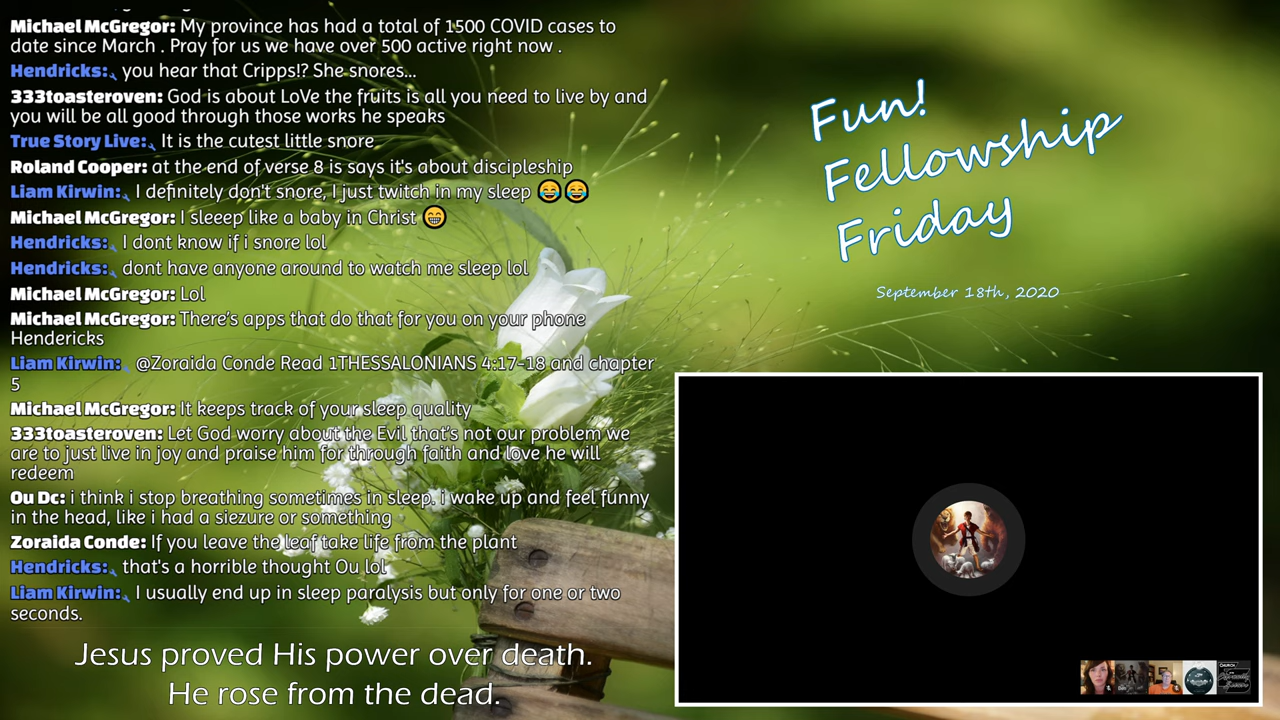 Michael McGregor: My province has had a total of 1500 COVID cases to
date since March . Pray for us we have over 500 active right now .
Hendricks: you hear that Cripps!? She snores...
333toasteroven: God is about LoVe the fruits is all you need to live by and
you will be all good through those works he speaks
True Story Live: It is the cutest little snore
Roland Cooper: at the end of verse 8 is says it's about discipleship
Liam Kirwin: I definitely don't snore, I just twitch in my sleep 😂😂
Michael McGregor: I sleeep like a baby in Christ 😁
Hendricks: I dont know if i snore lol
Hendricks: dont have anyone around to watch me sleep lol
Michael McGregor: Lol
Michael McGregor: There's apps that do that for you on your phone
Hendericks
Liam Kirwin: @Zoraida Conde Read 1THESSALONIANS 4:17-18 and chapter
5
Michael McGregor: It keeps track of your sleep quality
333toasteroven: Let God worry about the Evil that's not our problem we
are to just live in joy and praise him for through faith and love he will
redeem
Ou Dc: i think i stop breathing sometimes in sleep. i wake up and feel funny
in the head, like i had a siezure or something
Zoraida Conde: If you leave the leaf take life from the plant
Hendricks: that's a horrible thought Ou lol
Liam Kirwin: I usually end up in sleep paralysis but only for one or two
seconds.
Jesus proved His power over death.
He rose from the dead.
Fun!
Fellowship
Friday
September 18th, 2020
CHURCH